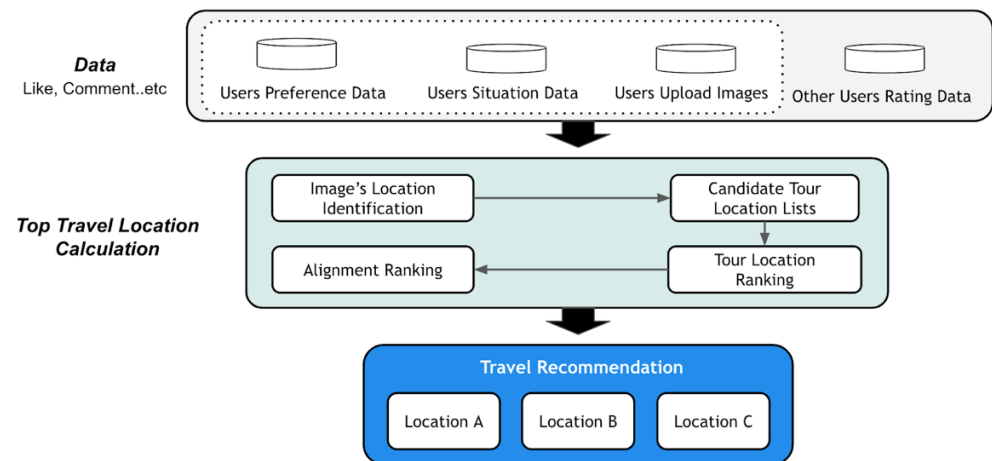 Data
Like, Comment..etc
Users Preference Data
Users Situation Data
Users Upload Images
Other Users Rating Data
Top Travel Location
Calculation
Image's Location
Identification
Candidate Tour
Location Lists
Alignment Ranking
Tour Location
Ranking
Travel Recommendation
Location A
Location B
Location C